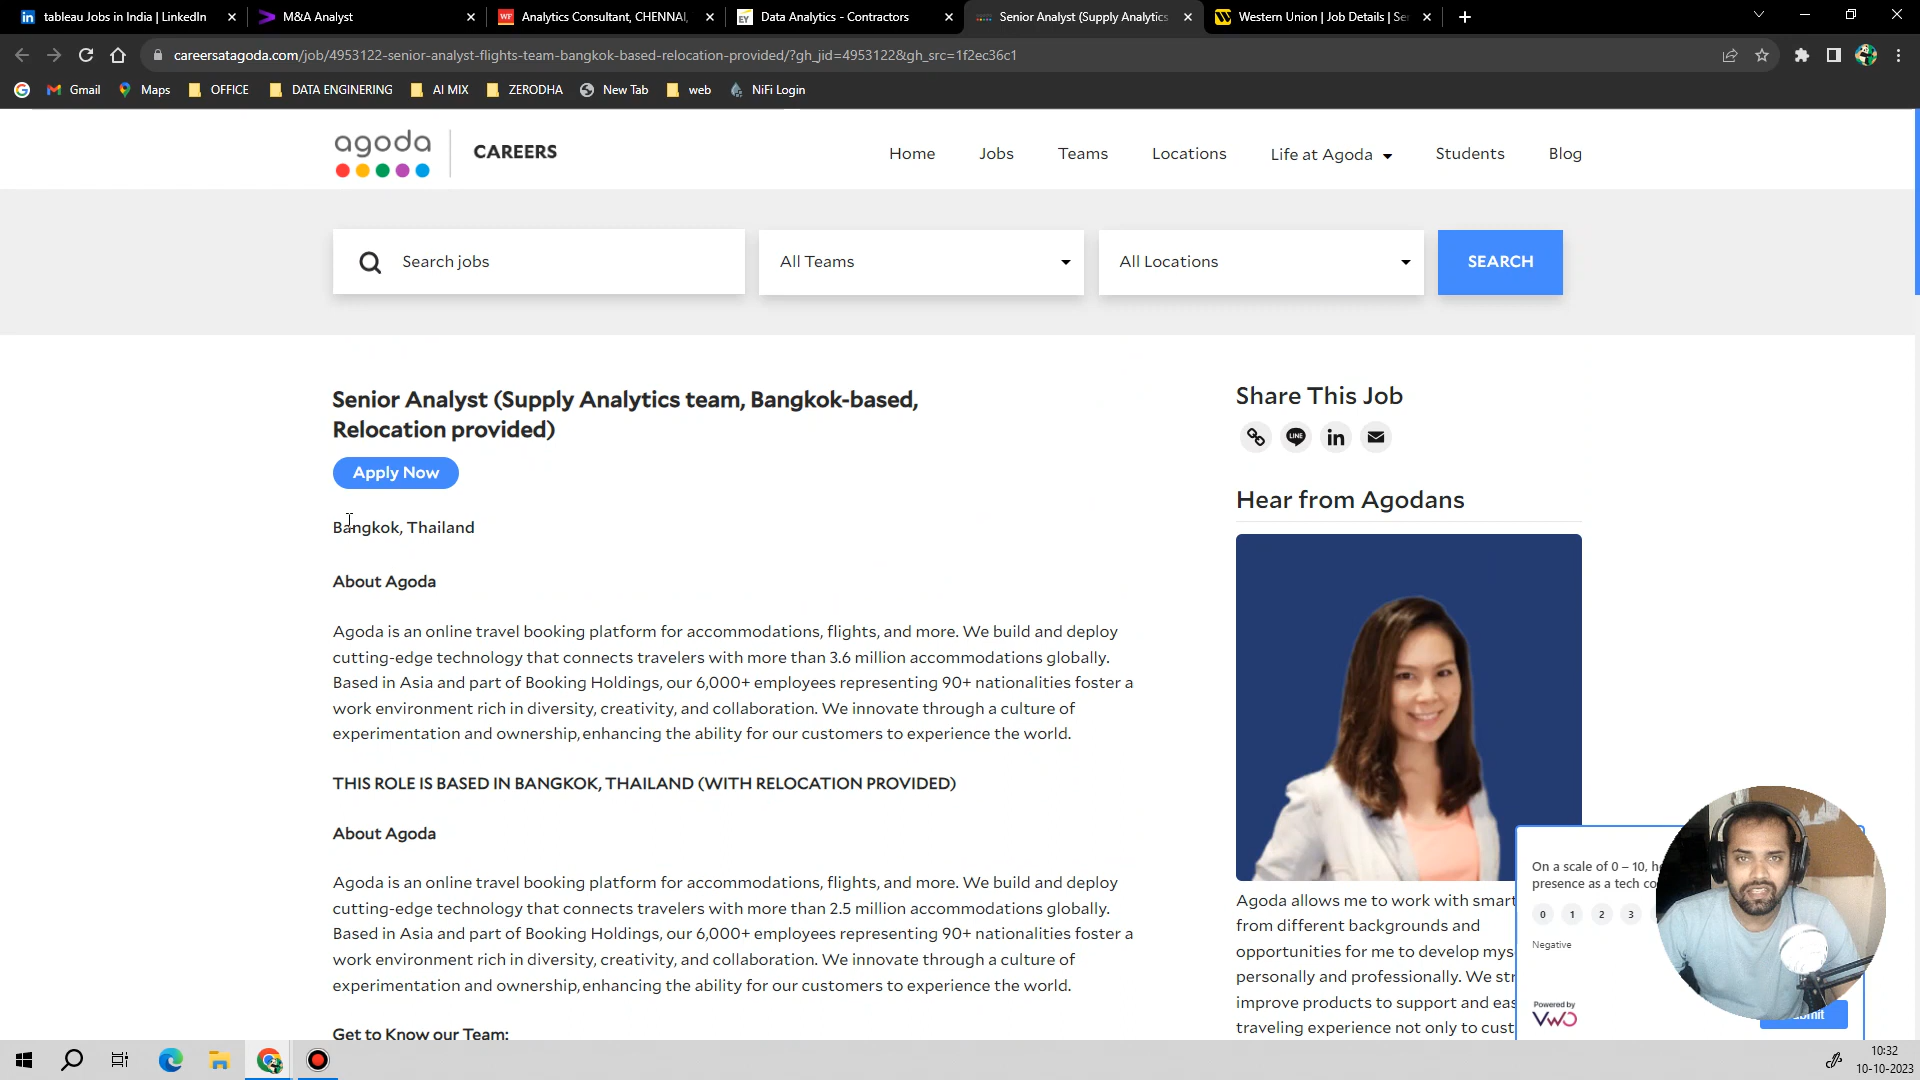 tableau Jobs in India | LinkedIn
M&A Analyst
Analytics Consultant, CHENNAI,
Data Analytics - Contractors
Senior Analyst (Supply Analytics
Western Union | Job Details | Se
careersatagoda.com/job/4953122-senior-analyst-flights-team-bangkok-based-relocation-provided/?gh_jid=4953122&gh_src=1f2ec36c1
Gmail
Maps
OFFICE
DATA ENGINERING
AI MIX
ZERODHA
New Tab
web
NiFi Login
agoda
CAREERS
Home
Jobs
Teams
Locations
Life at Agoda
Students
Blog
Search jobs
All Teams
All Locations
SEARCH
Senior Analyst (Supply Analytics team, Bangkok-based,
Relocation provided)
Apply Now
Bangkok, Thailand
About Agoda
Agoda is an online travel booking platform for accommodations, flights, and more. We build and deploy
cutting-edge technology that connects travelers with more than 3.6 million accommodations globally.
Based in Asia and part of Booking Holdings, our 6,000+ employees representing 90+ nationalities foster a
work environment rich in diversity, creativity, and collaboration. We innovate through a culture of
experimentation and ownership, enhancing the ability for our customers to experience the world.
THIS ROLE IS BASED IN BANGKOK, THAILAND (WITH RELOCATION PROVIDED)
About Agoda
Agoda is an online travel booking platform for accommodations, flights, and more. We build and deploy
cutting-edge technology that connects travelers with more than 2.5 million accommodations globally.
Based in Asia and part of Booking Holdings, our 6,000+ employees representing 90+ nationalities foster a
work environment rich in diversity, creativity, and collaboration. We innovate through a culture of
experimentation and ownership, enhancing the ability for our customers to experience the world.
Get to Know our Team:
Share This Job
LINE
in
Hear from Agodans
Agoda allows me to work with smart
from different backgrounds and
opportunities for me to develop mys
personally and professionally. We str
improve products to support and eas
traveling experience not only to cust
On a scale of 0 – 10, h
presence as a tech co
0 1 2 3
Negative
Powered by
VWO
10:32
10-10-2023